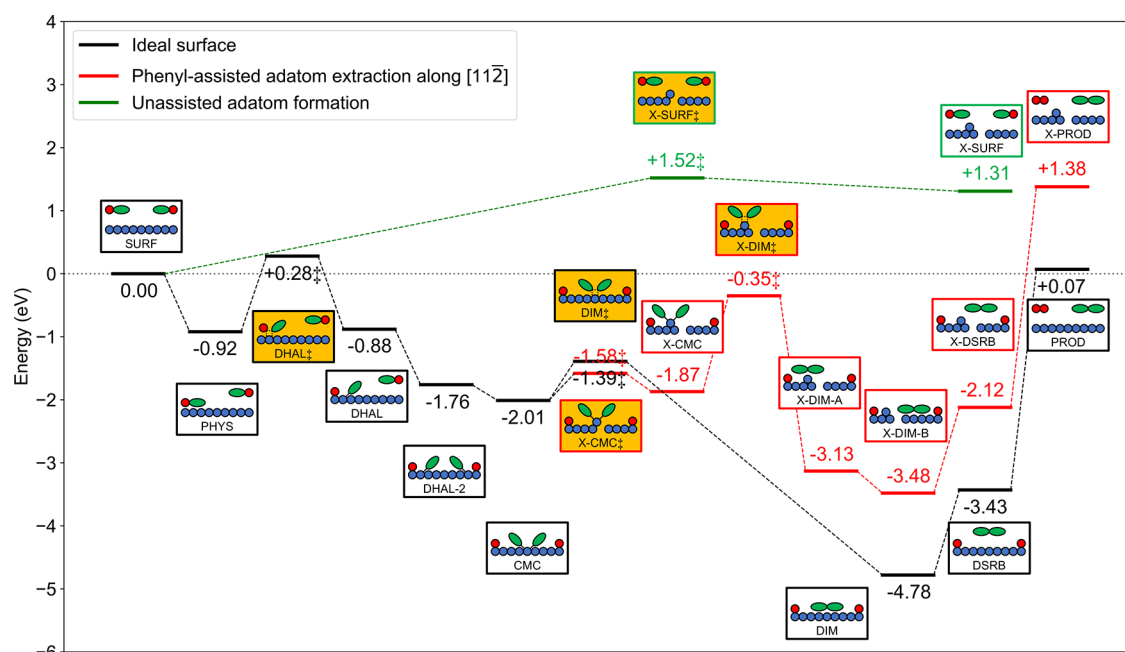 4
3
2
1
0
−1
−2
−3
−4
−5
−6
Energy (eV)
Ideal surface
Phenyl-assisted adatom extraction along [112̅]
Unassisted adatom formation
SURF
0.00
-0.92
PHYS
+0.28‡
DHAL‡
-0.88
DHAL
-1.76
DHAL-2
-2.01
CMC
DIM‡
-1.58‡
-1.39‡
X-CMC‡
X-SURF‡
+1.52‡
X-CMC
-1.87
X-DIM‡
-0.35‡
X-DIM-A
-3.13
X-DIM-B
-3.48
DIM
-4.78
X-SURF
+1.31
X-DSRB
-2.12
-3.43
DSRB
X-PROD
+1.38
+0.07
PROD